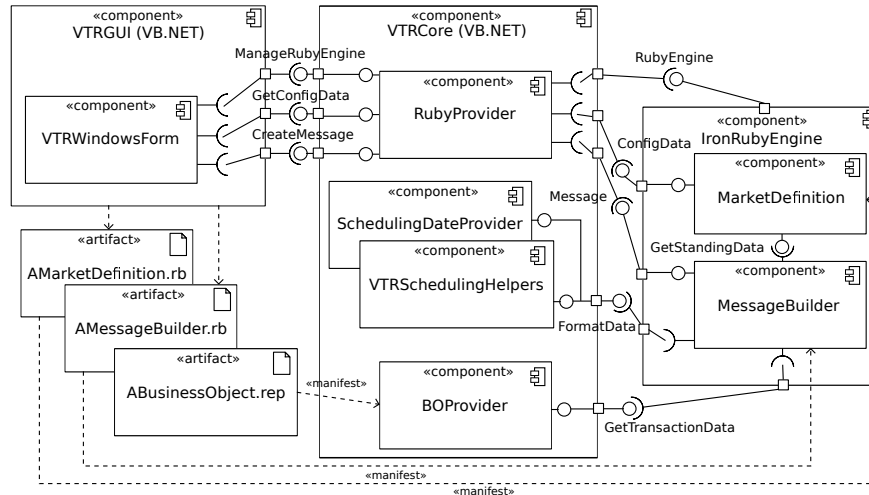 «component»
VTRGUI (VB.NET)
«component»
VTRCore (VB.NET)
ManageRubyEngine
RubyEngine
GetConfigData
CreateMessage
«component»
VTRWindowsForm
«component»
RubyProvider
«component»
IronRubyEngine
ConfigData
«component»
MarketDefinition
Message
«component»
SchedulingDateProvider
GetStandingData
«component»
VTRSchedulingHelpers
«component»
MessageBuilder
FormatData
«artifact»
AMarketDefinition.rb
«artifact»
AMessageBuilder.rb
«artifact»
ABusinessObject.rep
«manifest»
«component»
BOProvider
GetTransactionData
«manifest»
«manifest»